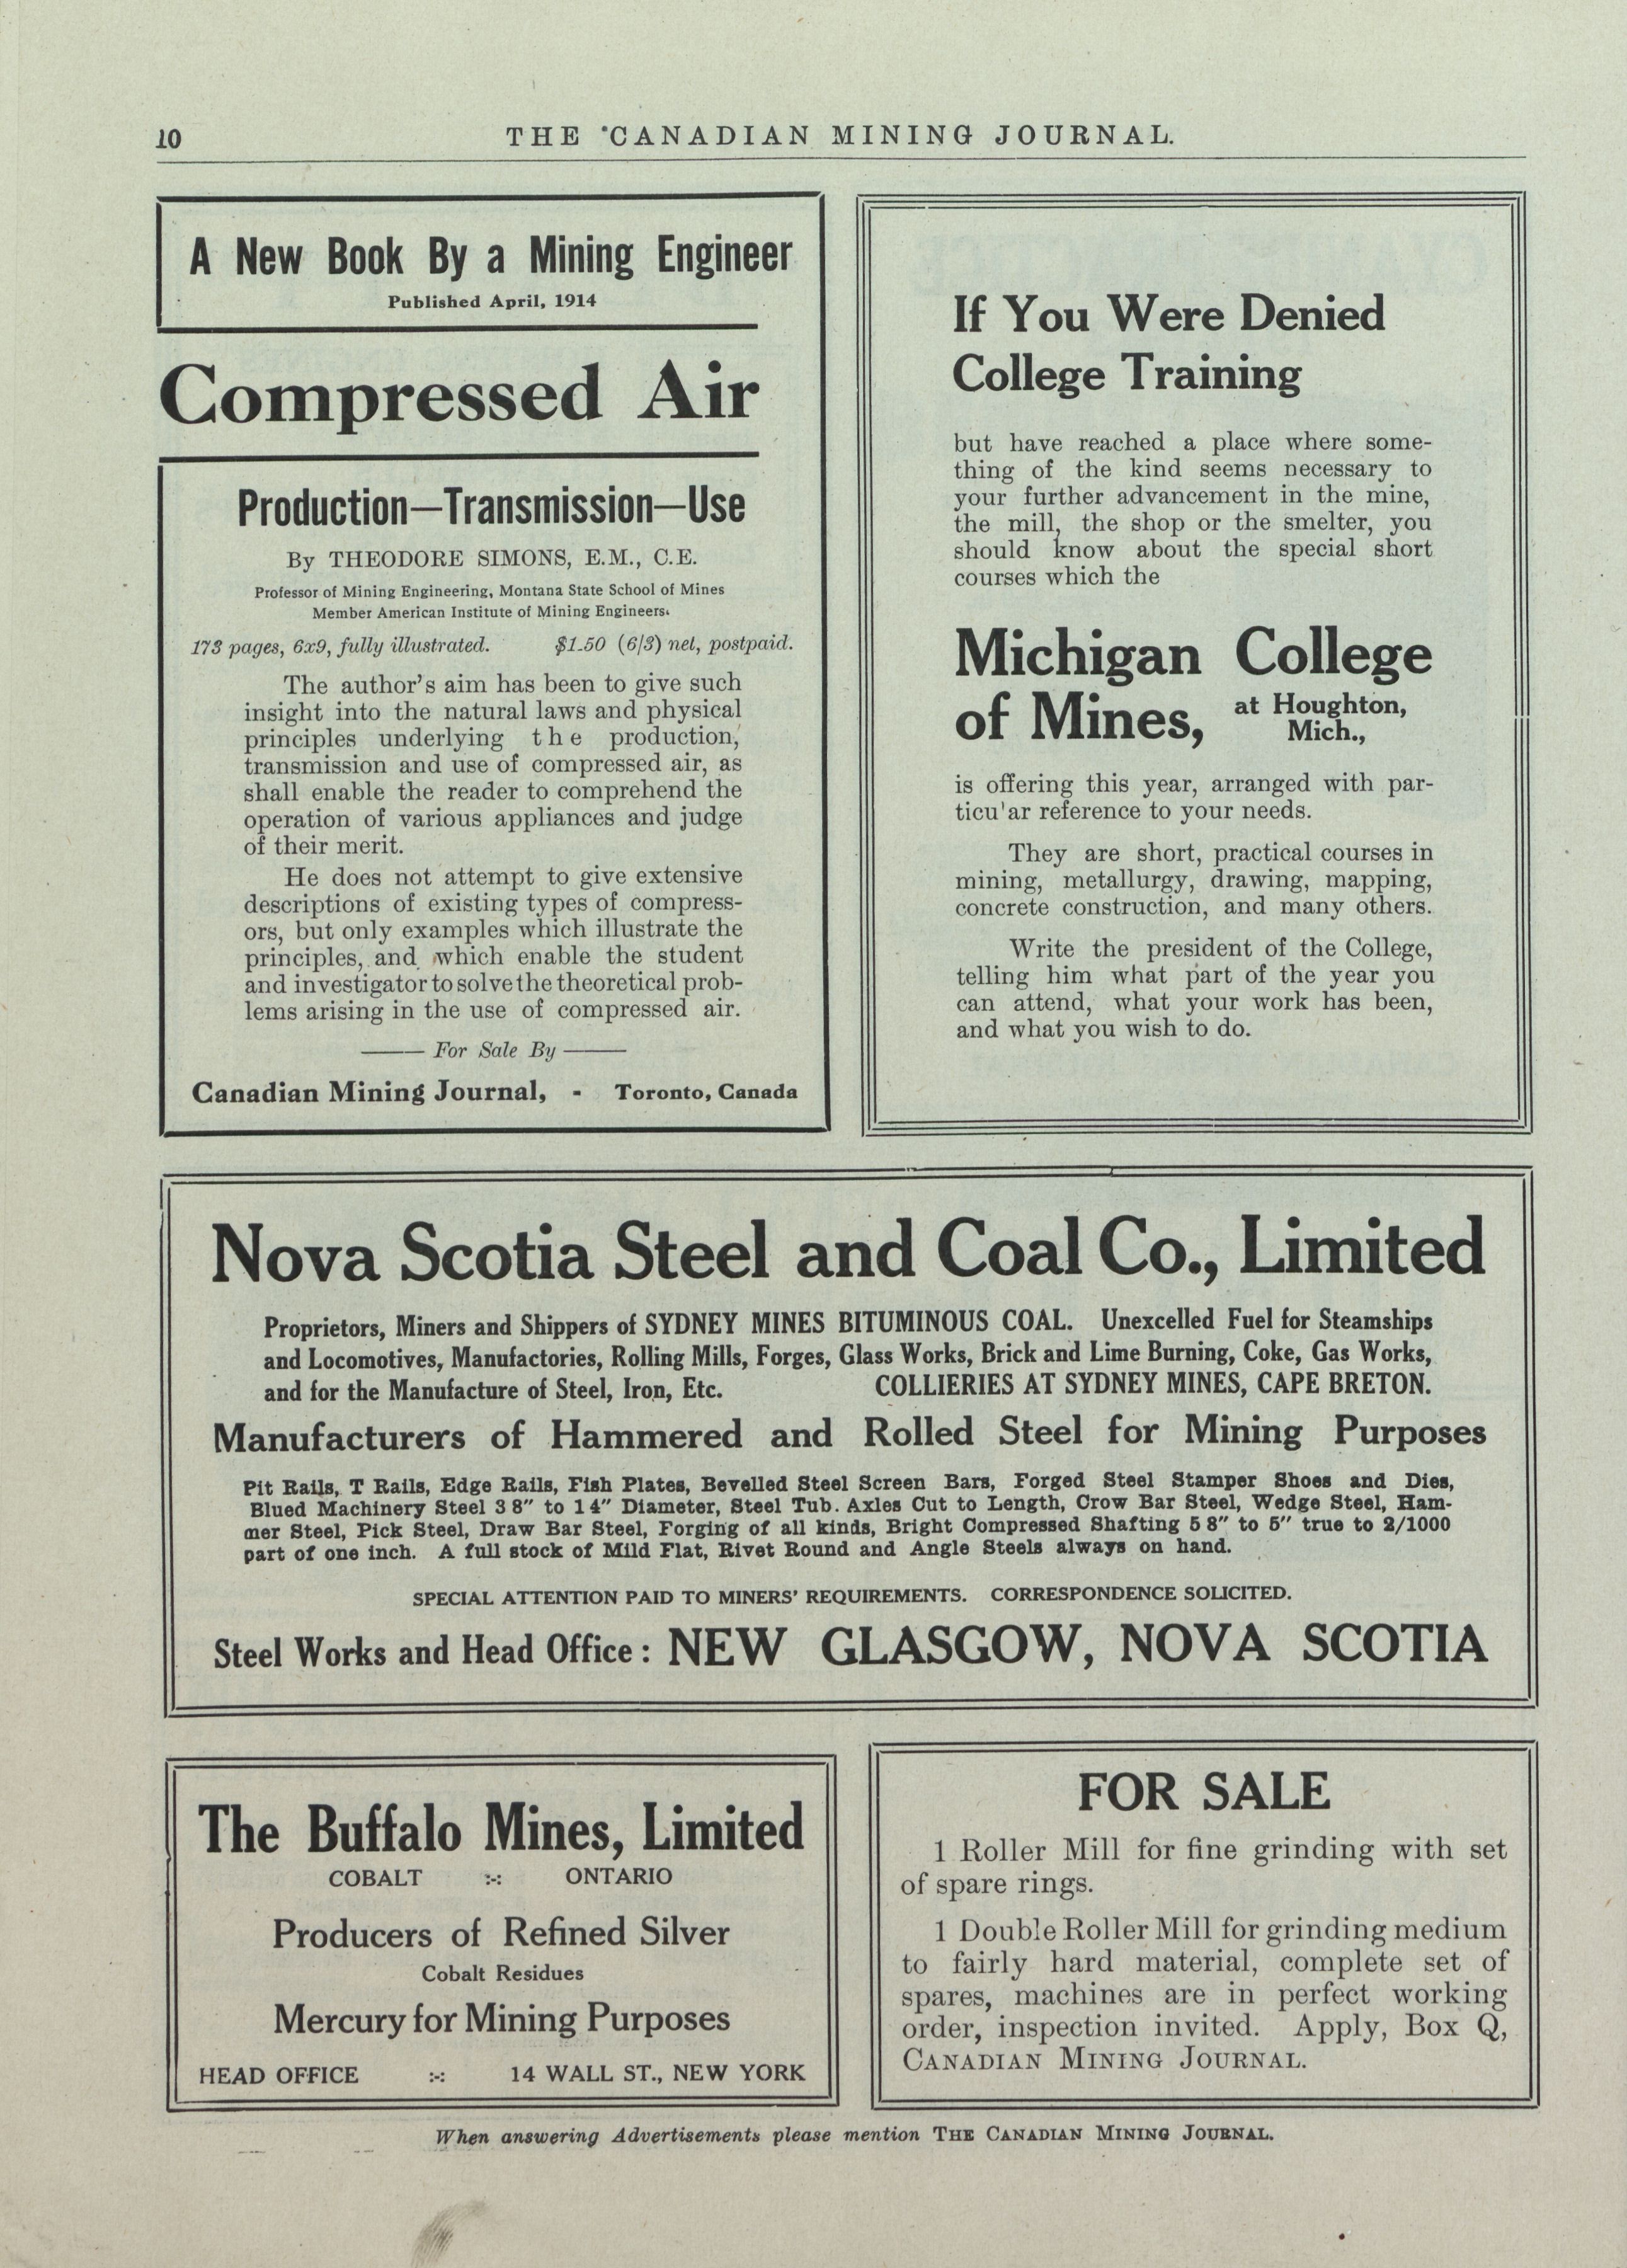 10
THE CANADIAN MINING JOURNAL.
A New Book By a Mining Engineer
Published April, 1914
Compressed Air
Production—Transmission—Use
By THEODORE SIMONS, E.M., C.E.
Professor of Mining Engineering, Montana State School of Mines
Member American Institute of Mining Engineers.
173 pages, 6x9, fully illustrated. $1.50 (6/3) net, postpaid.
The author's aim has been to give such
insight into the natural laws and physical
principles underlying the production,
transmission and use of compressed air, as
shall enable the reader to comprehend the
operation of various appliances and judge
of their merit.
He does not attempt to give extensive
descriptions of existing types of compress-
ors, but only examples which illustrate the
principles, and which enable the student
and investigator to solve the theoretical prob-
lems arising in the use of compressed air.
—— For Sale By ——
Canadian Mining Journal, - Toronto, Canada
If You Were Denied
College Training
but have reached a place where some-
thing of the kind seems necessary to
your further advancement in the mine,
the mill, the shop or the smelter, you
should know about the special short
courses which the
Michigan College
of Mines, at Houghton,
Mich.,
is offering this year, arranged with par-
ticu'ar reference to your needs.
They are short, practical courses in
mining, metallurgy, drawing, mapping,
concrete construction, and many others.
Write the president of the College,
telling him what part of the year you
can attend, what your work has been,
and what you wish to do.
Nova Scotia Steel and Coal Co., Limited
Proprietors, Miners and Shippers of SYDNEY MINES BITUMINOUS COAL. Unexcelled Fuel for Steamships
and Locomotives, Manufactories, Rolling Mills, Forges, Glass Works, Brick and Lime Burning, Coke, Gas Works,
and for the Manufacture of Steel, Iron, Etc. COLLIERIES AT SYDNEY MINES, CAPE BRETON.
Manufacturers of Hammered and Rolled Steel for Mining Purposes
Pit Rails, T Rails, Edge Rails, Fish Plates, Bevelled Steel Screen Bars, Forged Steel Stamper Shoes and Dies,
Blued Machinery Steel 3 8" to 1 4" Diameter, Steel Tub. Axles Cut to Length, Crow Bar Steel, Wedge Steel, Ham-
mer Steel, Pick Steel, Draw Bar Steel, Forging of all kinds, Bright Compressed Shafting 5 8" to 5" true to 2/1000
part of one inch. A full stock of Mild Flat, Rivet Round and Angle Steels always on hand.
SPECIAL ATTENTION PAID TO MINERS' REQUIREMENTS. CORRESPONDENCE SOLICITED.
Steel Works and Head Office : NEW GLASGOW, NOVA SCOTIA
The Buffalo Mines, Limited
COBALT :-: ONTARIO
Producers of Refined Silver
Cobalt Residues
Mercury for Mining Purposes
HEAD OFFICE :-: 14 WALL ST., NEW YORK
FOR SALE
1 Roller Mill for fine grinding with set
of spare rings.
1 Double Roller Mill for grinding medium
to fairly hard material, complete set of
spares, machines are in perfect working
order, inspection invited. Apply, Box Q,
CANADIAN MINING JOURNAL.
When answering Advertisements please mention THE CANADIAN MINING JOURNAL.